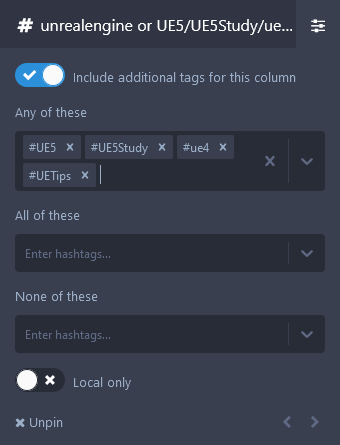 # unrealengine or UE5/UE5Study/ue...
Include additional tags for this column
Any of these
#UE5 × #UE5Study × #ue4 ×
#UETips ×
All of these
Enter hashtags...
None of these
Enter hashtags...
Local only
Unpin